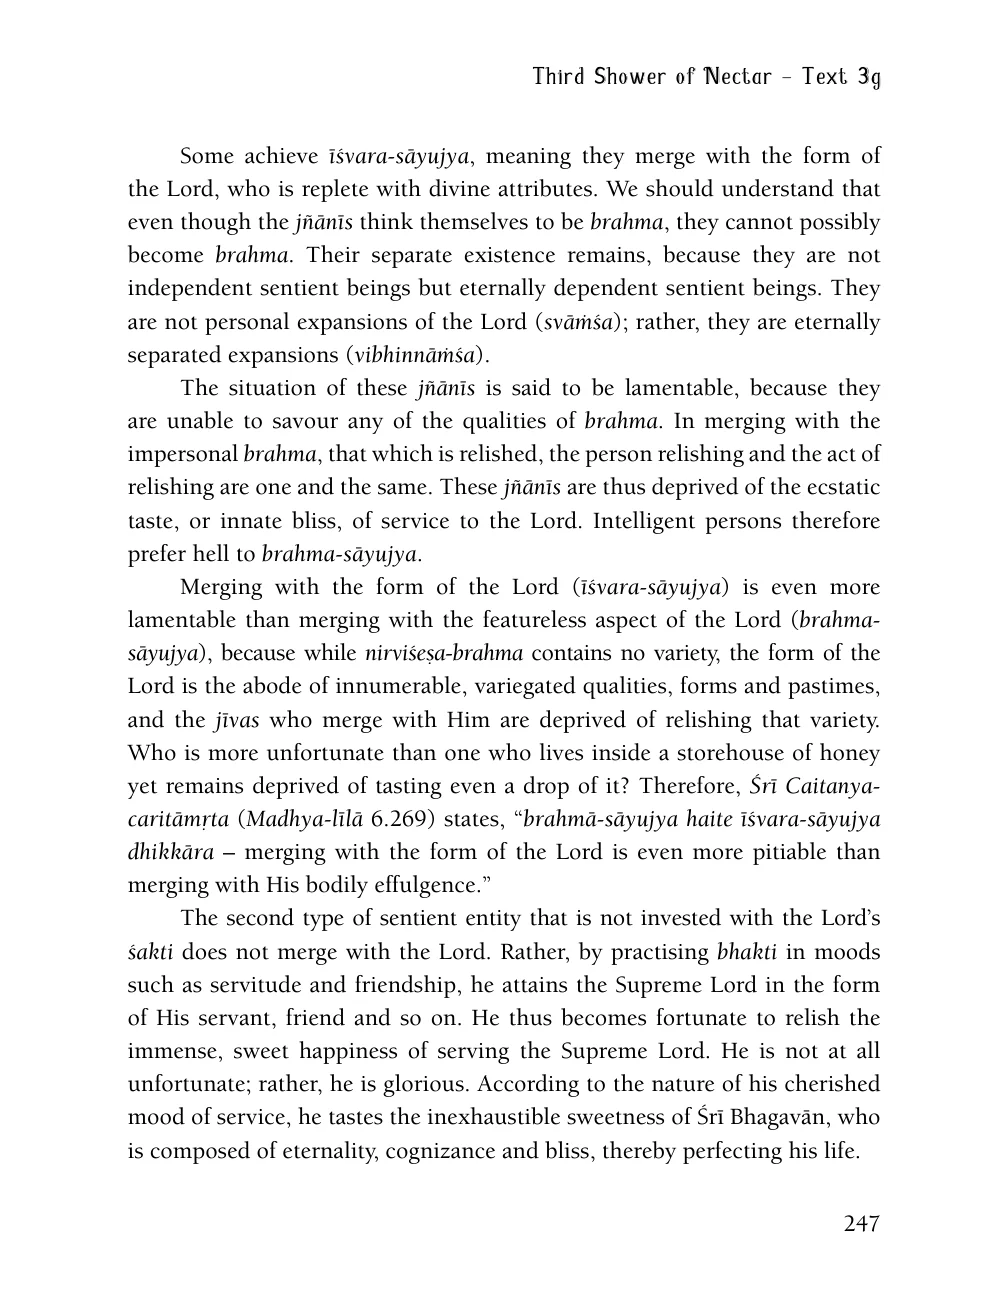 Third Shower of Nectar – Text 3g
Some achieve īśvara-sāyujya, meaning they merge with the form of
the Lord, who is replete with divine attributes. We should understand that
even though the jñānīs think themselves to be brahma, they cannot possibly
become brahma. Their separate existence remains, because they are not
independent sentient beings but eternally dependent sentient beings. They
are not personal expansions of the Lord (svāṁśa); rather, they are eternally
separated expansions (vibhinnāṁśa).
The situation of these jñānīs is said to be lamentable, because they
are unable to savour any of the qualities of brahma. In merging with the
impersonal brahma, that which is relished, the person relishing and the act of
relishing are one and the same. These jñānīs are thus deprived of the ecstatic
taste, or innate bliss, of service to the Lord. Intelligent persons therefore
prefer hell to brahma-sāyujya.
Merging with the form of the Lord (īśvara-sāyujya) is even more
lamentable than merging with the featureless aspect of the Lord (brahma-
sāyujya), because while nirviśeṣa-brahma contains no variety, the form of the
Lord is the abode of innumerable, variegated qualities, forms and pastimes,
and the jīvas who merge with Him are deprived of relishing that variety.
Who is more unfortunate than one who lives inside a storehouse of honey
yet remains deprived of tasting even a drop of it? Therefore, Śrī Caitanya-
caritāmṛta (Madhya-līlā 6.269) states, “brahmā-sāyujya haite īśvara-sāyujya
dhikkāra – merging with the form of the Lord is even more pitiable than
merging with His bodily effulgence.”
The second type of sentient entity that is not invested with the Lord’s
śakti does not merge with the Lord. Rather, by practising bhakti in moods
such as servitude and friendship, he attains the Supreme Lord in the form
of His servant, friend and so on. He thus becomes fortunate to relish the
immense, sweet happiness of serving the Supreme Lord. He is not at all
unfortunate; rather, he is glorious. According to the nature of his cherished
mood of service, he tastes the inexhaustible sweetness of Śrī Bhagavān, who
is composed of eternality, cognizance and bliss, thereby perfecting his life.
247